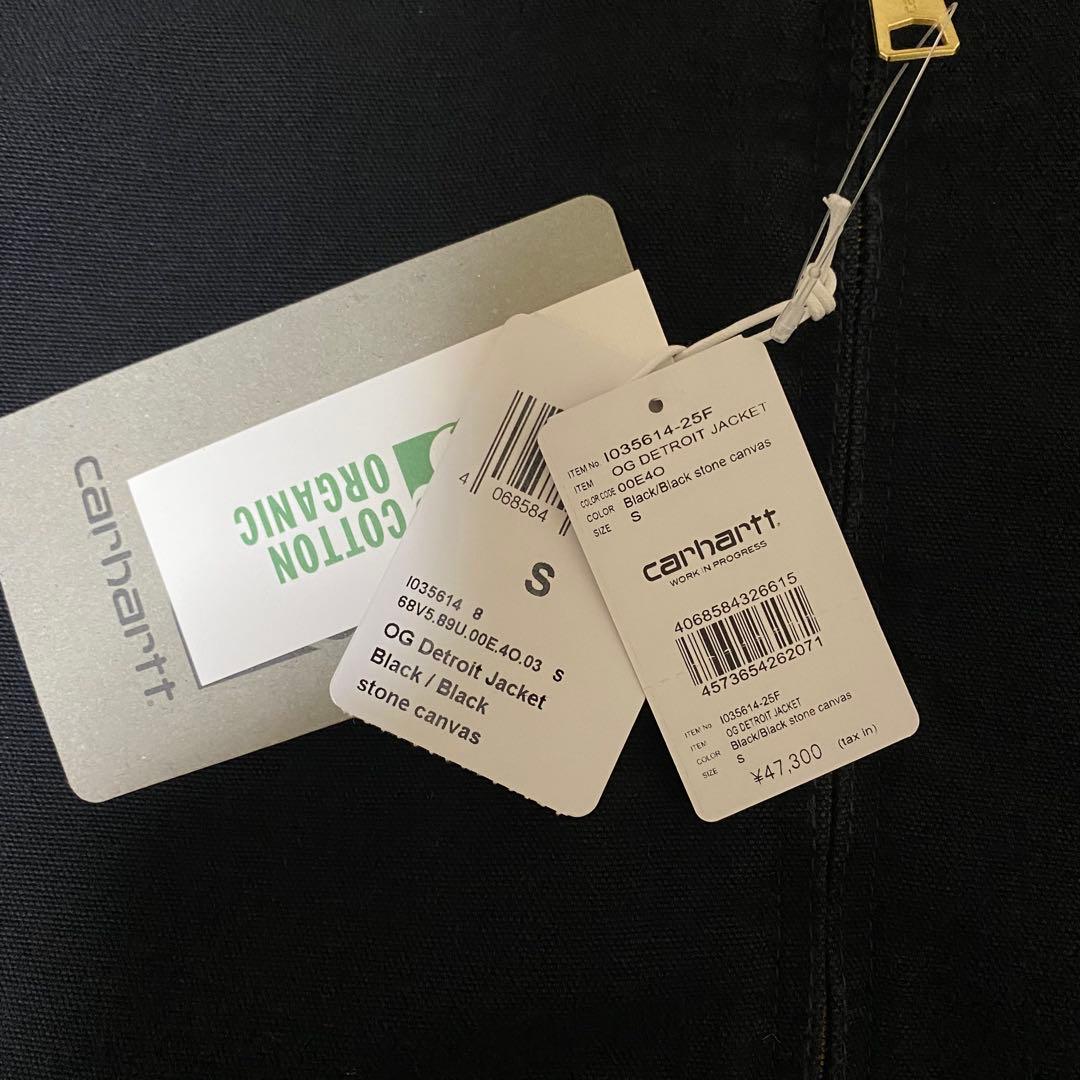 carhartt
COTTON
ORGANIC
4 068584
S
I035614 8
68V5.89U.00E.4O.03 S
OG Detroit Jacket
Black / Black
stone canvas
ITEM No I035614-25F
ITEM OG DETROIT JACKET
COLOR CODE 00E4O
COLOR Black/Black stone canvas
SIZE S
carhartt
WORK IN PROGRESS
4068584326615
4573654262071
ITEM No I035614-25F
ITEM OG DETROIT JACKET
COLOR Black/Black stone canvas
SIZE S
¥47,300 (tax in)